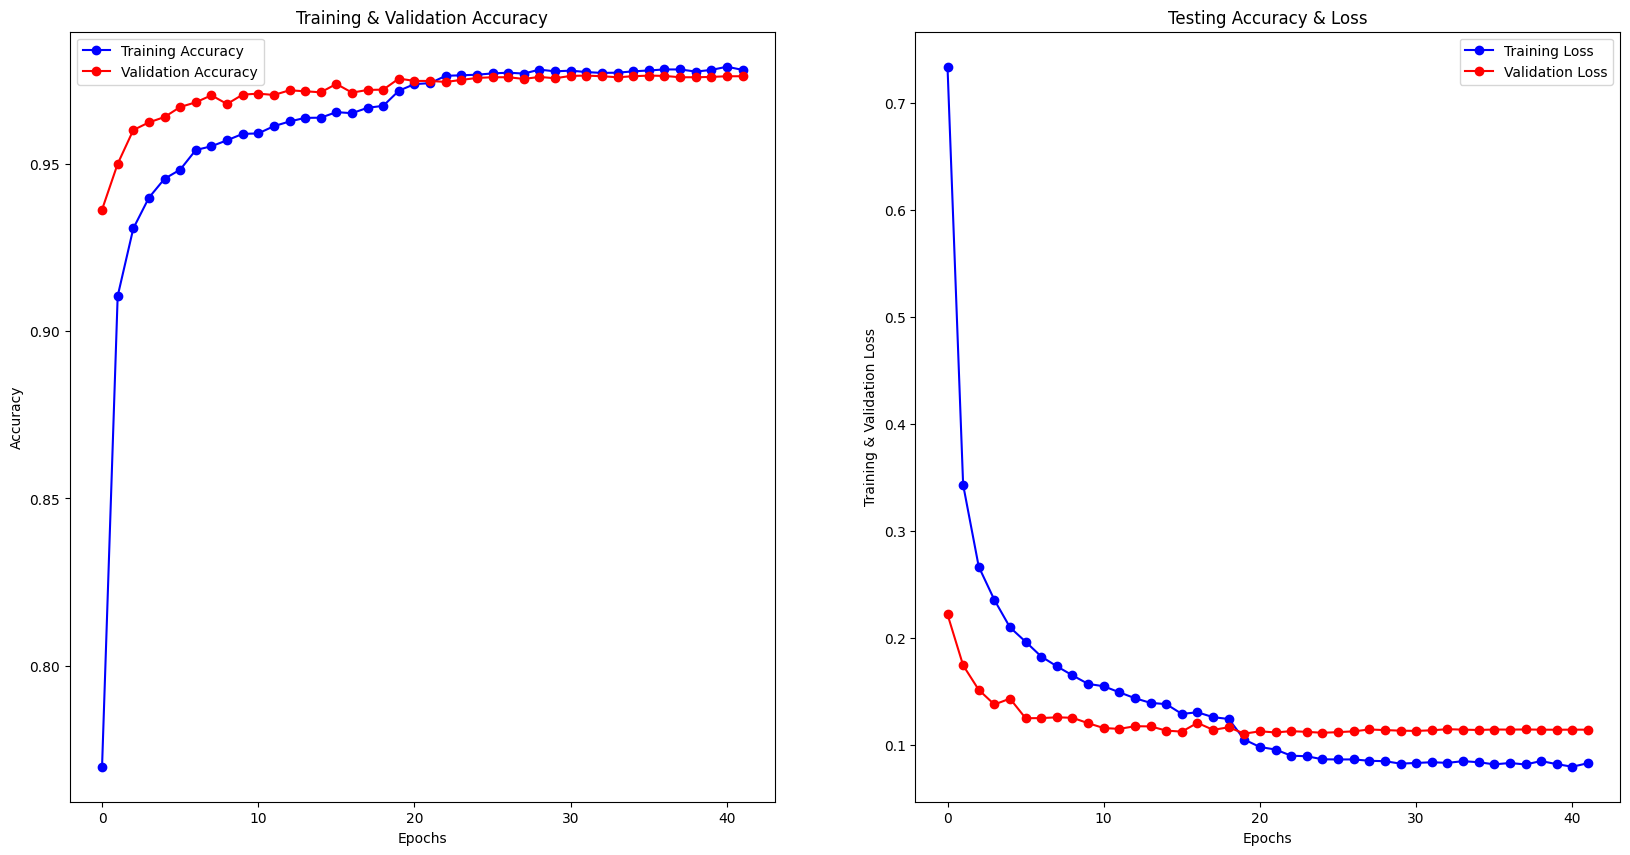 Training & Validation Accuracy
Training Accuracy
Validation Accuracy
0.95
0.90
0.85
0.80
Accuracy
0 10 20 30 40
Epochs
Testing Accuracy & Loss
Training Loss
Validation Loss
0.7
0.6
0.5
0.4
0.3
0.2
0.1
Training & Validation Loss
0 10 20 30 40
Epochs